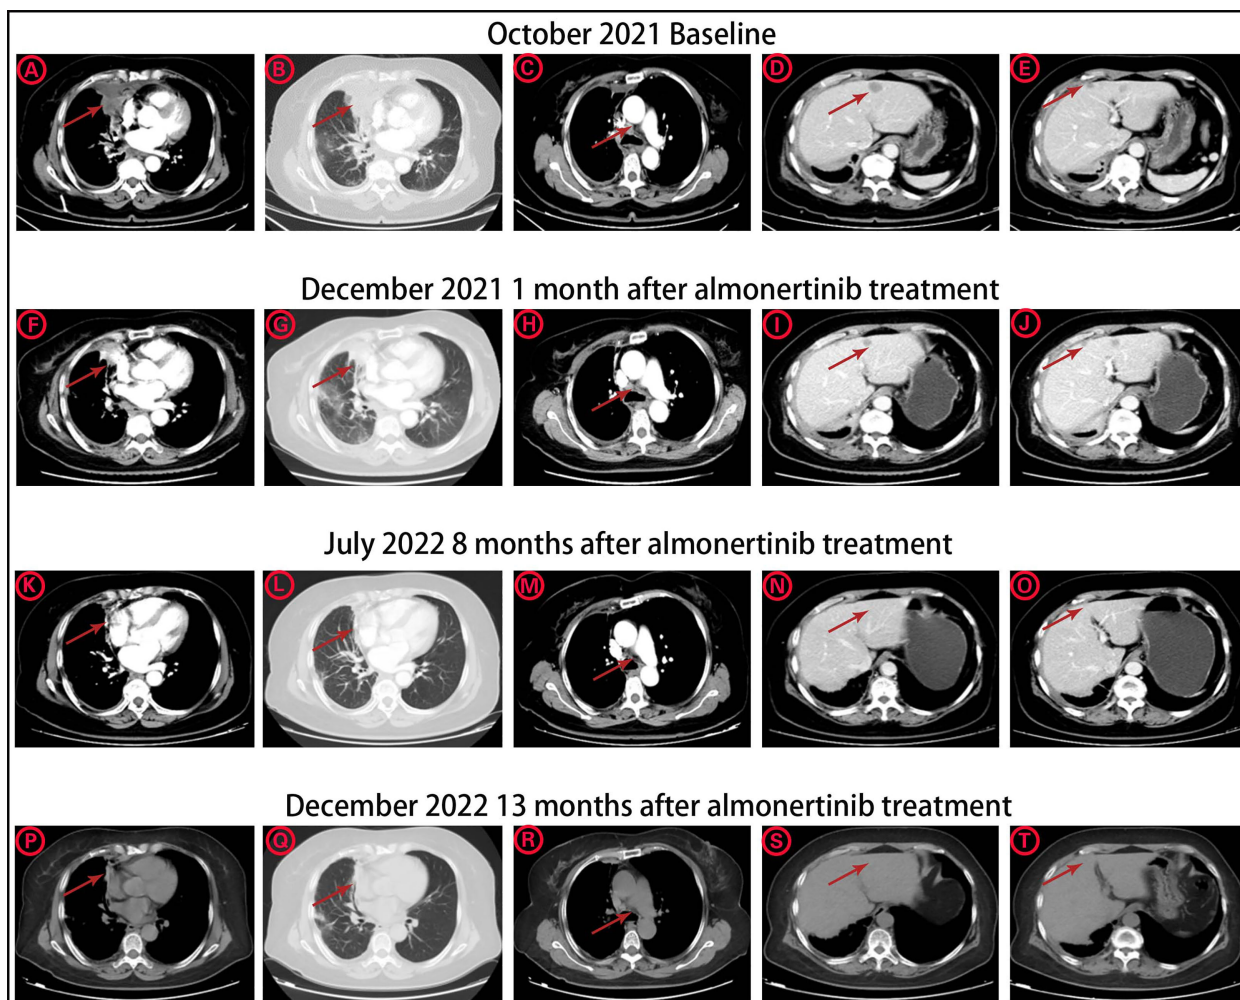 October 2021 Baseline
A B C D E
December 2021 1 month after almonertinib treatment
F G H I J
July 2022 8 months after almonertinib treatment
K L M N O
December 2022 13 months after almonertinib treatment
P Q R S T